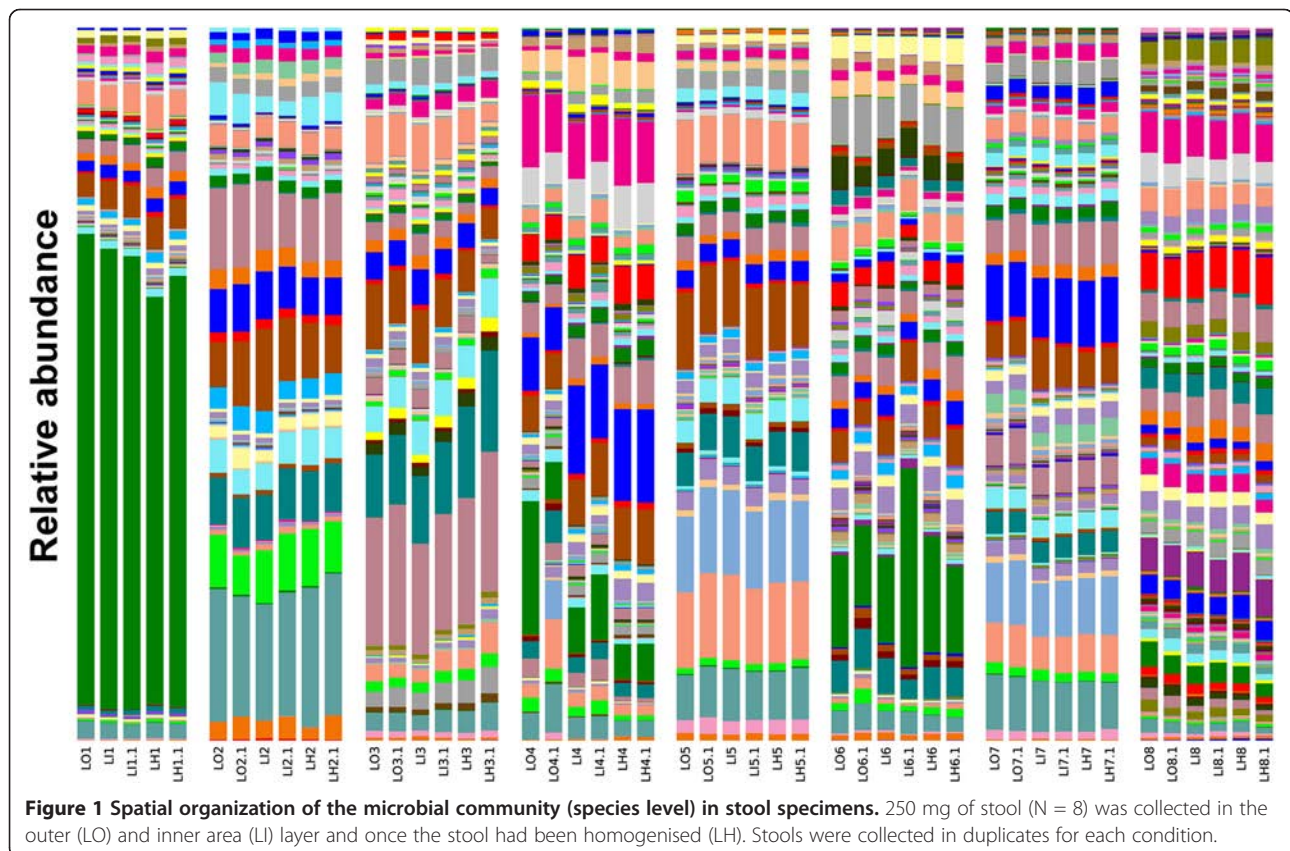 Relative abundance
LO1 LI1 LI1.1 LH1 LH1.1 LO2 LO2.1 LI2 LI2.1 LH2 LH2.1 LO3 LO3.1 LI3 LI3.1 LH3 LH3.1 LO4 LO4.1 LI4 LI4.1 LH4 LH4.1 LO5 LO5.1 LI5 LI5.1 LH5 LH5.1 LO6 LO6.1 LI6 LI6.1 LH6 LH6.1 LO7 LO7.1 LI7 LI7.1 LH7 LH7.1 LO8 LO8.1 LI8 LI8.1 LH8 LH8.1
Figure 1 Spatial organization of the microbial community (species level) in stool specimens. 250 mg of stool (N = 8) was collected in the
outer (LO) and inner area (LI) layer and once the stool had been homogenised (LH). Stools were collected in duplicates for each condition.